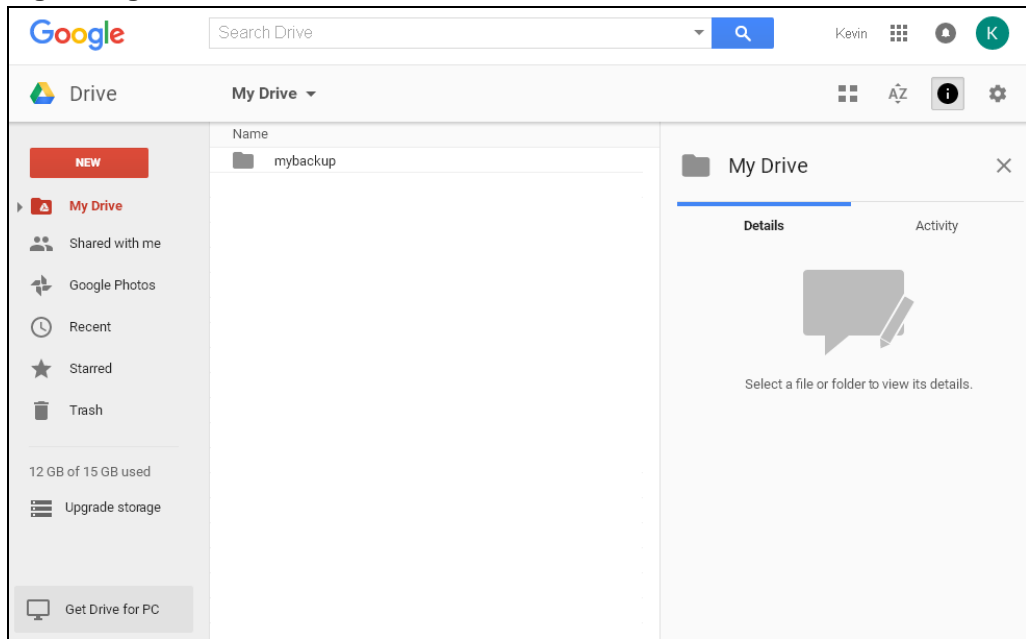 Google
Search Drive
Kevin
K
Drive
My Drive
AZ
Name
mybackup
NEW
My Drive
Shared with me
Google Photos
Recent
Starred
Trash
12 GB of 15 GB used
Upgrade storage
Get Drive for PC
My Drive
Details
Activity
Select a file or folder to view its details.